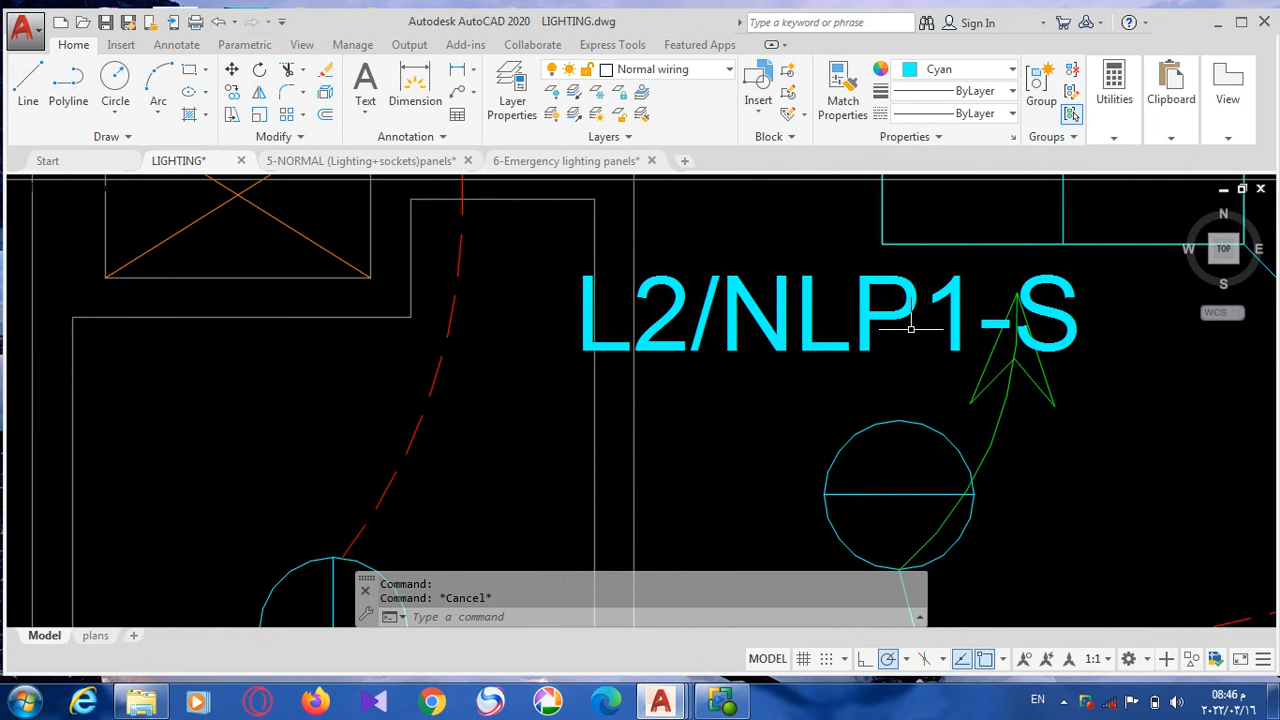 A
Autodesk AutoCAD 2020 LIGHTING.dwg
Type a keyword or phrase
Sign In
?
Home Insert Annotate Parametric View Manage Output Add-ins Collaborate Express Tools Featured Apps
Line Polyline Circle Arc
Text Dimension
Layer Properties
Normal wiring
Insert
Match Properties
Cyan
ByLayer
ByLayer
Group
Utilities
Clipboard
View
Draw Modify Annotation Layers Block Properties Groups
Start LIGHTING* 5-NORMAL (Lighting+sockets)panels* 6-Emergency lighting panels*
N
W TOP E
S
WCS
L2/NLP1-S
Command:
Command: *Cancel*
Type a command
Model plans
MODEL 1:1
EN
م 08:46
٢٠٢٢/٠٣/١٦